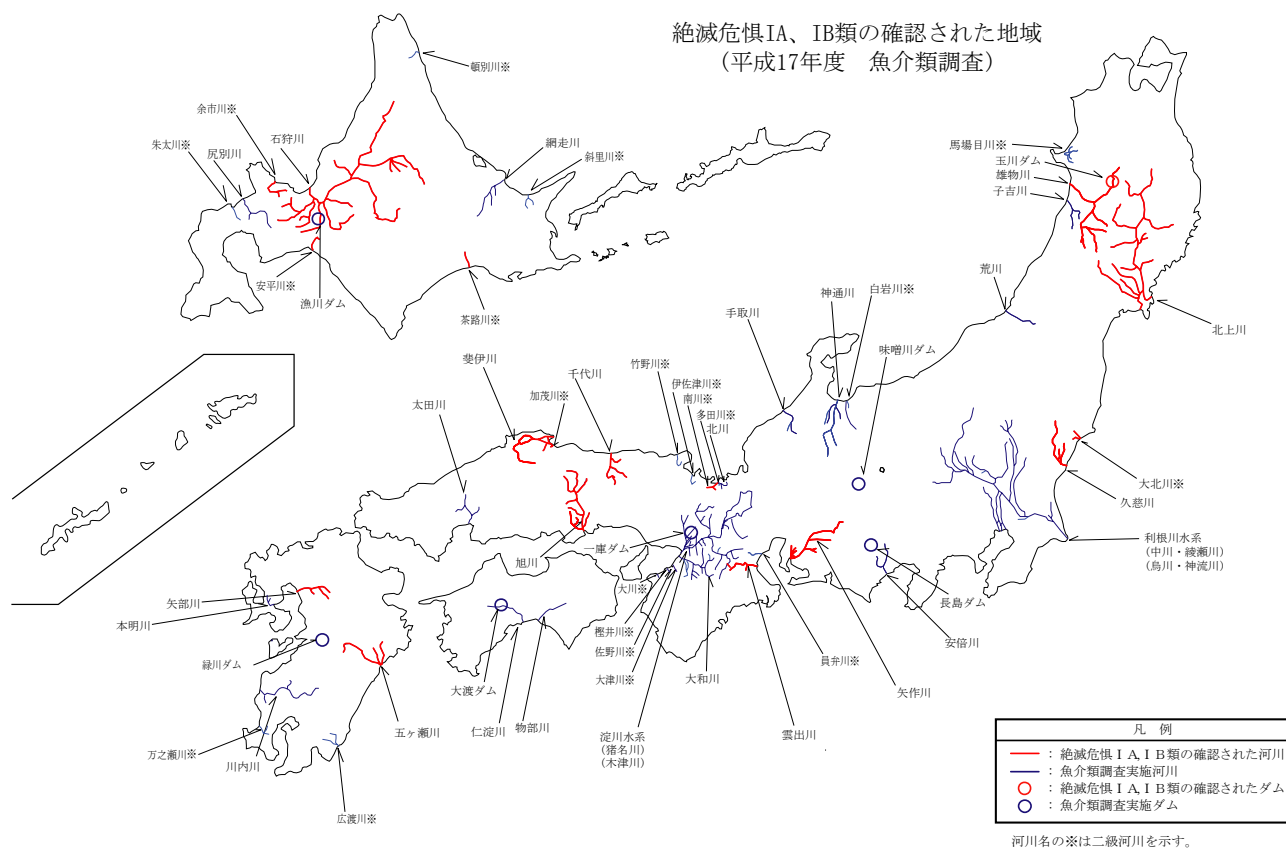 絶滅危惧IA、IB類の確認された地域
(平成17年度 魚介類調査)
頓別川※
余市川※
石狩川
朱太川※
尻別川
網走川
斜里川※
安平川※
漁川ダム
茶路川※
馬場目川※
玉川ダム
雄物川
子吉川
荒川
北上川
神通川
白岩川※
手取川
味噌川ダム
竹野川※
伊佐津川※
南川※
多田川※
北川
斐伊川
千代川
加茂川※
太田川
大北川※
久慈川
利根川水系
(中川・綾瀬川)
(烏川・神流川)
旭川
一庫ダム
大川※
樫井川※
佐野川※
大津川※
大和川
淀川水系
(猪名川)
(木津川)
雲出川
員弁川※
矢作川
長島ダム
安倍川
矢部川
本明川
緑川ダム
五ヶ瀬川
大渡ダム
仁淀川
物部川
万之瀬川※
川内川
広渡川※
凡 例
: 絶滅危惧ⅠA,ⅠB類の確認された河川
: 魚介類調査実施河川
: 絶滅危惧ⅠA,ⅠB類の確認されたダム
: 魚介類調査実施ダム
河川名の※は二級河川を示す。